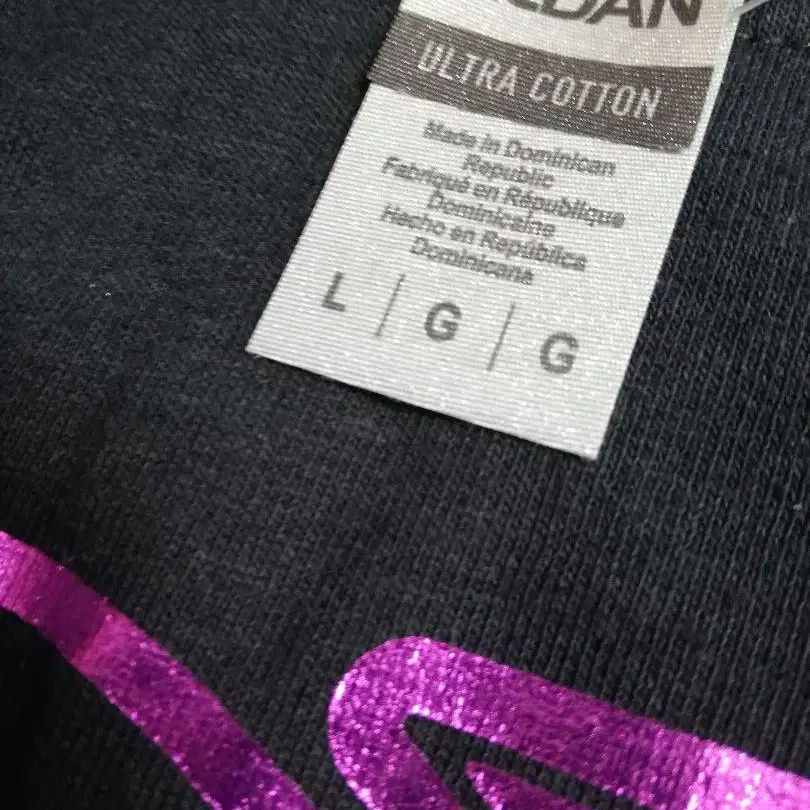 ULTRA COTTON
Made in Dominican
Republic
Fabriqué en République
Dominicaine
Hecho en República
Dominicana
L | G | G